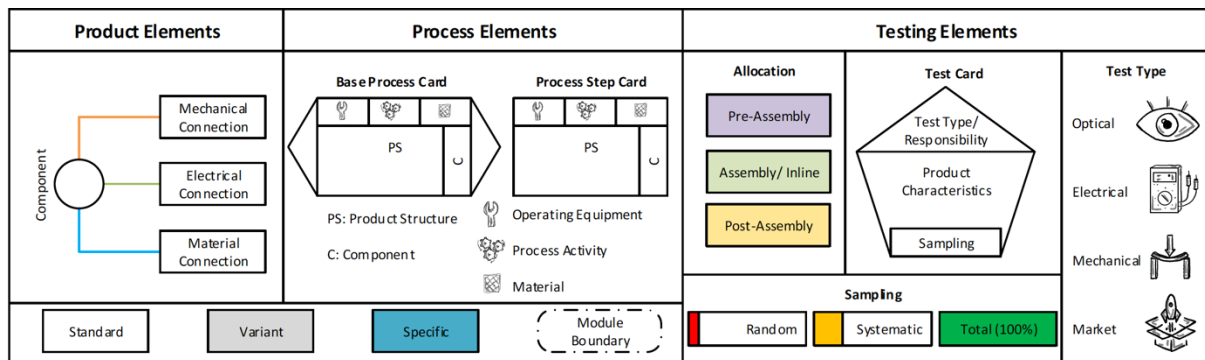 Product Elements
Component
Mechanical
Connection
Electrical
Connection
Material
Connection
Process Elements
Base Process Card
PS
C
Process Step Card
PS
C
PS: Product Structure
C: Component
Operating Equipment
Process Activity
Material
Standard
Variant
Specific
Module
Boundary
Testing Elements
Allocation
Pre-Assembly
Assembly/ Inline
Post-Assembly
Test Card
Test Type/
Responsibility
Product
Characteristics
Sampling
Sampling
Random
Systematic
Total (100%)
Test Type
Optical
Electrical
Mechanical
Market